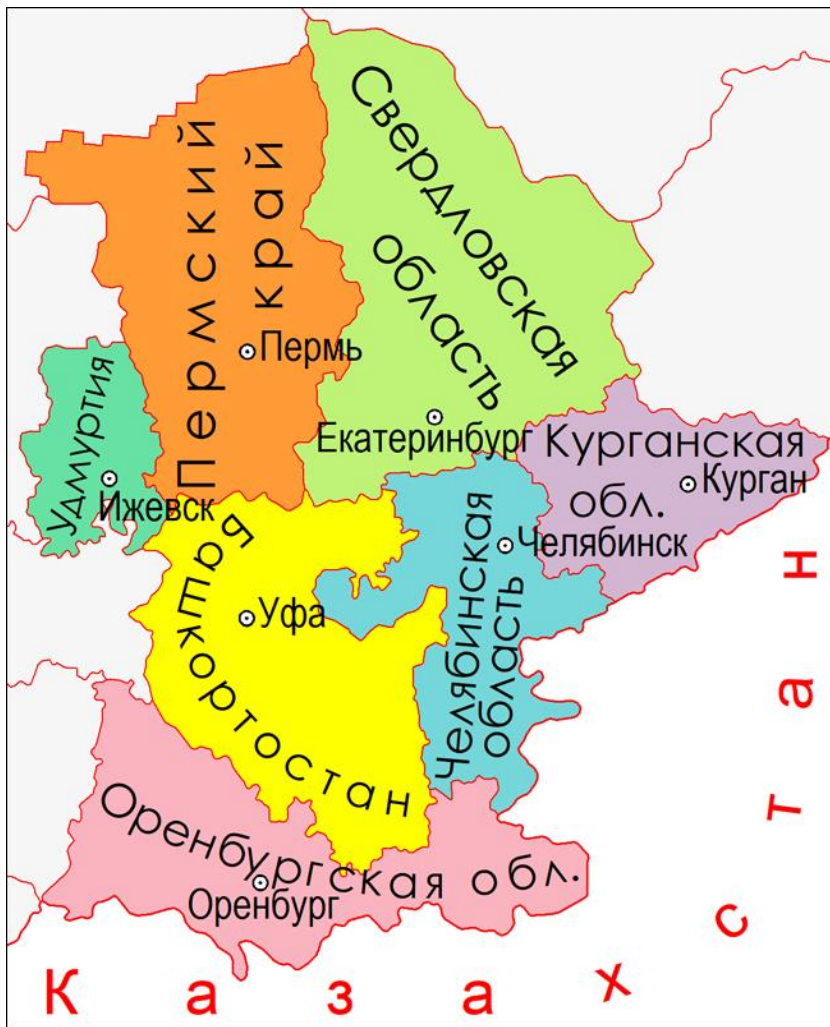 Пермский
край
Свердловская
область
Пермь
Удмуртия
Ижевск
Екатеринбург
Курганская
обл.
Курган
Челябинская
область
Челябинск
Башкортостан
Уфа
Оренбургская обл.
Оренбург
Казахстан